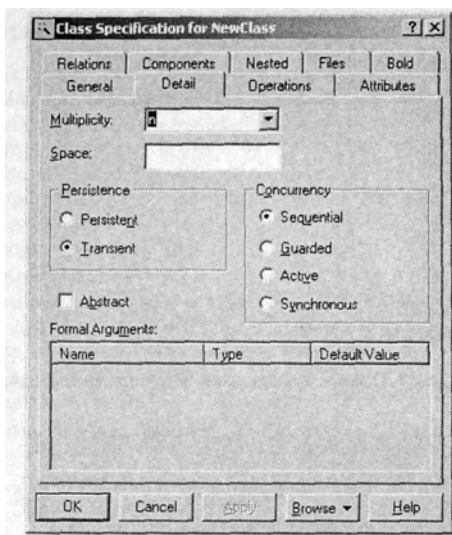 Class Specification for NewClass
Relations Components Nested Files Bold
General Detail Operations Attributes
Multiplicity: n
Space:
Persistence
Persistent
Transient
Concurrency
Sequential
Guarded
Active
Synchronous
Abstract
Formal Arguments:
Name Type Default Value
OK Cancel Apply Browse Help